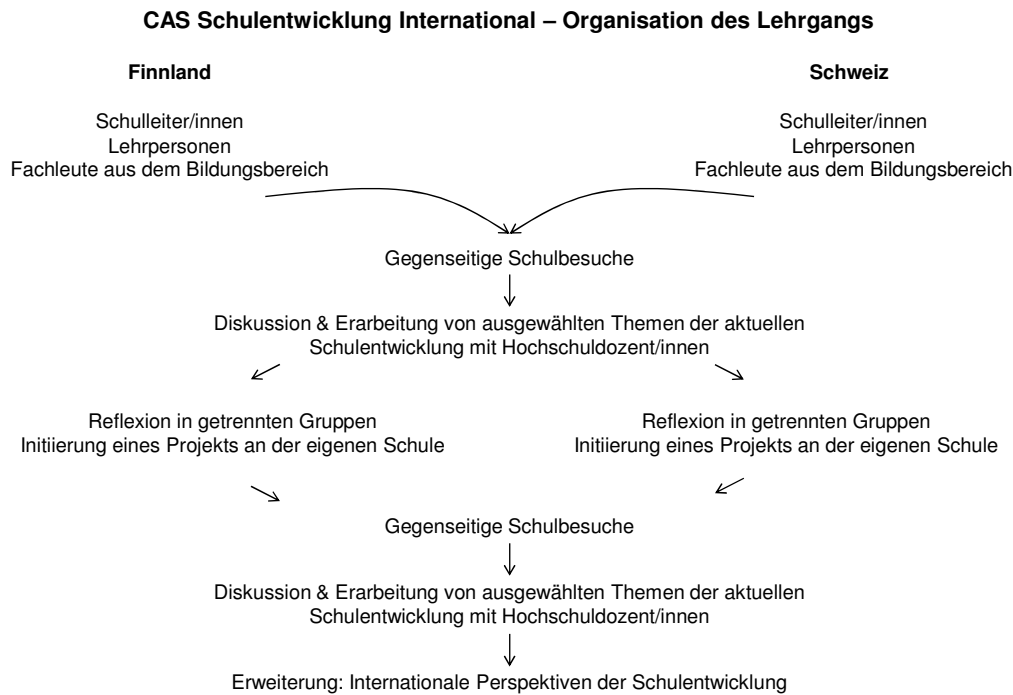 CAS Schulentwicklung International – Organisation des Lehrgangs
Finnland
Schweiz
Schulleiter/innen
Lehrpersonen
Fachleute aus dem Bildungsbereich
Schulleiter/innen
Lehrpersonen
Fachleute aus dem Bildungsbereich
Gegenseitige Schulbesuche
Diskussion & Erarbeitung von ausgewählten Themen der aktuellen
Schulentwicklung mit Hochschuldozent/innen
Reflexion in getrennten Gruppen
Initiierung eines Projekts an der eigenen Schule
Reflexion in getrennten Gruppen
Initiierung eines Projekts an der eigenen Schule
Gegenseitige Schulbesuche
Diskussion & Erarbeitung von ausgewählten Themen der aktuellen
Schulentwicklung mit Hochschuldozent/innen
Erweiterung: Internationale Perspektiven der Schulentwicklung